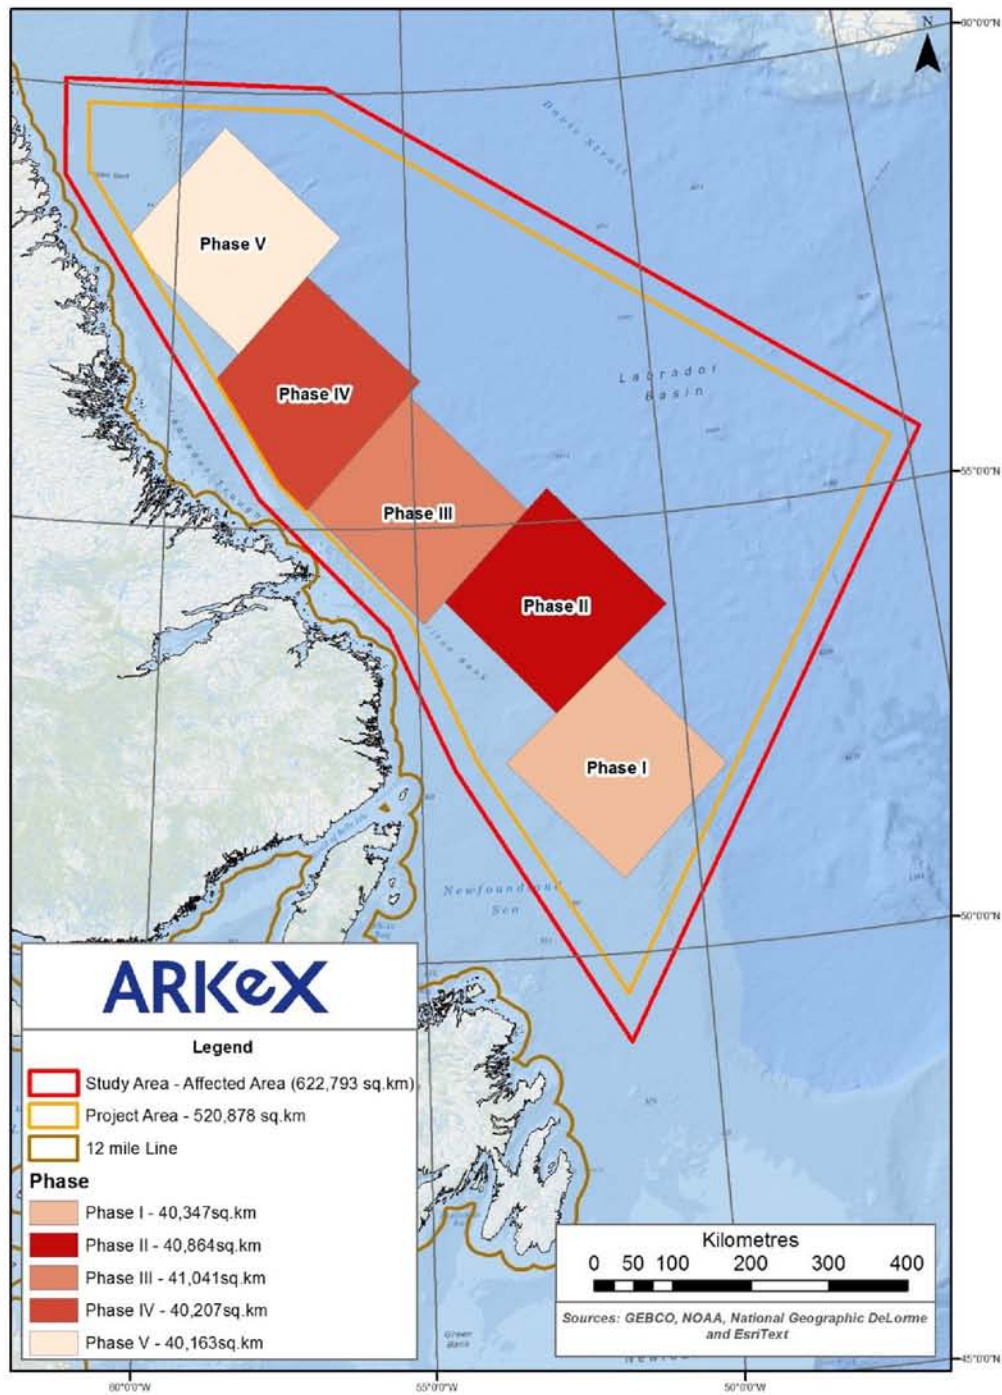 60°0'0"N
N
Davis Strait
Phase V
Labrador
Basin
Phase IV
55°0'0"N
Phase III
Phase II
Phase I
Newfoundland
Sea
50°0'0"N
ARKeX
Legend
Study Area - Affected Area (622,793 sq.km)
Project Area - 520,878 sq.km
12 mile Line
Phase
Phase I - 40,347sq.km
Phase II - 40,864sq.km
Phase III - 41,041sq.km
Phase IV - 40,207sq.km
Phase V - 40,163sq.km
Kilometres
0 50 100 200 300 400
Sources: GEBCO, NOAA, National Geographic DeLorme
and EsriText
Green
Bank
45°0'0"N
60°0'0"W
55°0'0"W
50°0'0"W